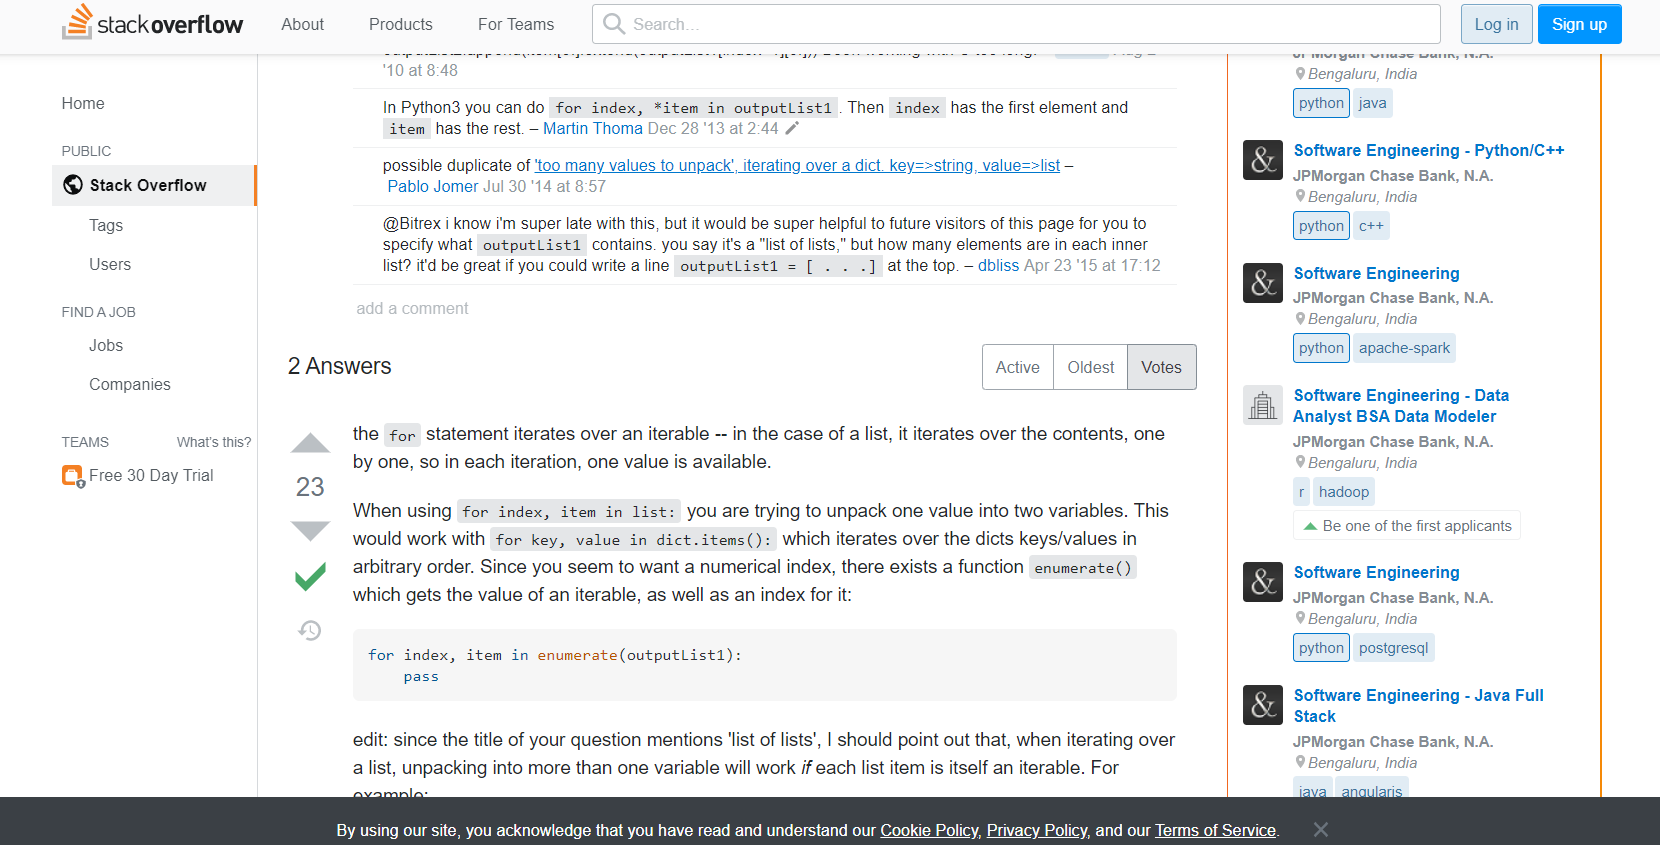 stackoverflow
About
Products
For Teams
Search...
Log in
Sign up
Home
PUBLIC
Stack Overflow
Tags
Users
FIND A JOB
Jobs
Companies
TEAMS
What's this?
Free 30 Day Trial
'10 at 8:48
In Python3 you can do for index, *item in outputList1 . Then index has the first element and
item has the rest. – Martin Thoma Dec 28 '13 at 2:44
possible duplicate of 'too many values to unpack', iterating over a dict. key=>string, value=>list –
Pablo Jomer Jul 30 '14 at 8:57
@Bitrex i know i'm super late with this, but it would be super helpful to future visitors of this page for you to
specify what outputList1 contains. you say it's a "list of lists," but how many elements are in each inner
list? it'd be great if you could write a line outputList1 = [ . . .] at the top. – dbliss Apr 23 '15 at 17:12
add a comment
2 Answers
Active
Oldest
Votes
23
the for statement iterates over an iterable -- in the case of a list, it iterates over the contents, one
by one, so in each iteration, one value is available.
When using for index, item in list: you are trying to unpack one value into two variables. This
would work with for key, value in dict.items(): which iterates over the dicts keys/values in
arbitrary order. Since you seem to want a numerical index, there exists a function enumerate()
which gets the value of an iterable, as well as an index for it:
for index, item in enumerate(outputList1):
pass
edit: since the title of your question mentions 'list of lists', I should point out that, when iterating over
a list, unpacking into more than one variable will work if each list item is itself an iterable. For
example:
JPMorgan Chase Bank, N.A.
Bengaluru, India
python java
Software Engineering - Python/C++
JPMorgan Chase Bank, N.A.
Bengaluru, India
python c++
Software Engineering
JPMorgan Chase Bank, N.A.
Bengaluru, India
python apache-spark
Software Engineering - Data
Analyst BSA Data Modeler
JPMorgan Chase Bank, N.A.
Bengaluru, India
r hadoop
Be one of the first applicants
Software Engineering
JPMorgan Chase Bank, N.A.
Bengaluru, India
python postgresql
Software Engineering - Java Full
Stack
JPMorgan Chase Bank, N.A.
Bengaluru, India
java angularjs
By using our site, you acknowledge that you have read and understand our Cookie Policy, Privacy Policy, and our Terms of Service.